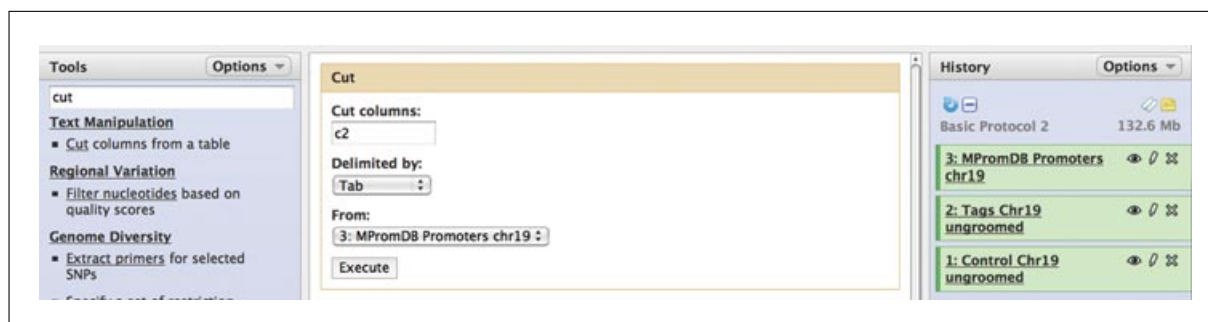 Tools
Options
cut
Text Manipulation
Cut columns from a table
Regional Variation
Filter nucleotides based on
quality scores
Genome Diversity
Extract primers for selected
SNPs
Cut
Cut columns:
c2
Delimited by:
Tab
From:
3: MPromDB Promoters chr19
Execute
History
Options
Basic Protocol 2
132.6 Mb
3: MPromDB Promoters
chr19
2: Tags Chr19
ungroomed
1: Control Chr19
ungroomed